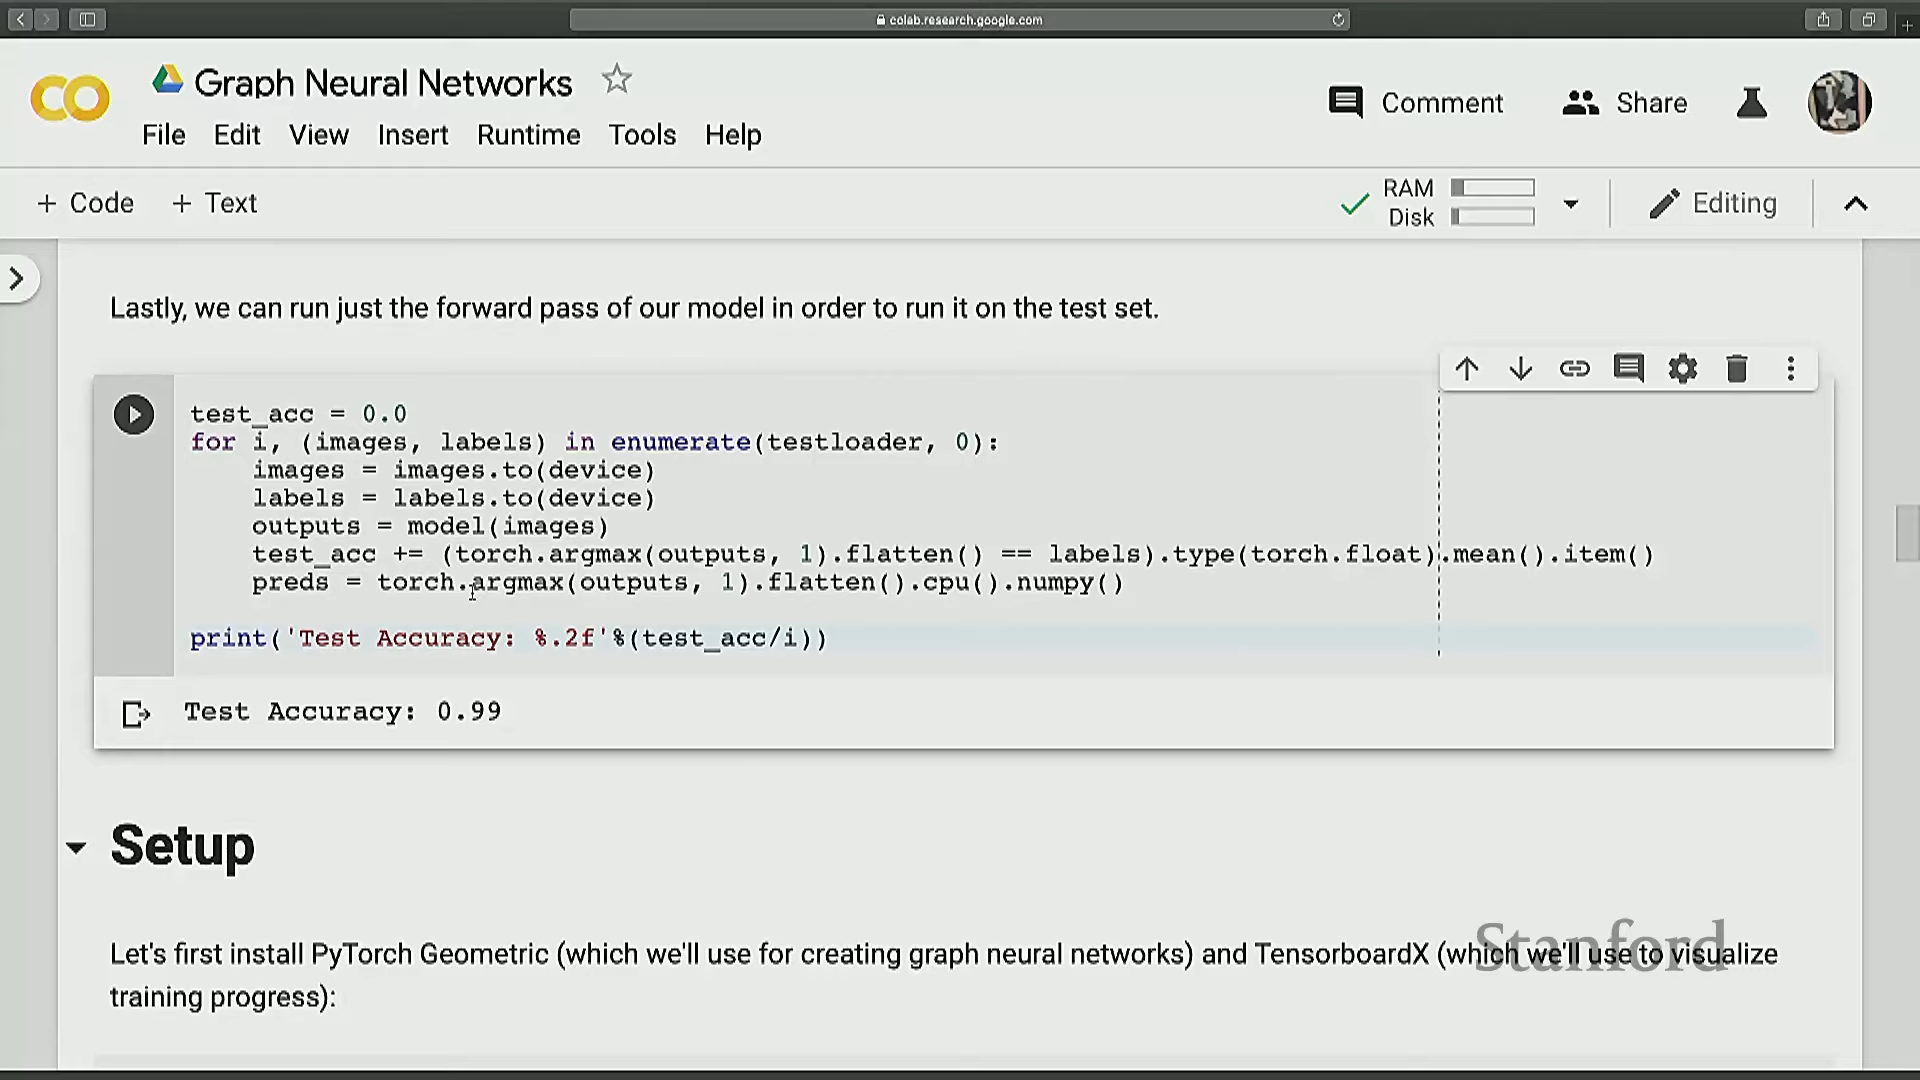 colab.research.google.com
Graph Neural Networks
Comment
Share
File Edit View Insert Runtime Tools Help
+ Code + Text
RAM
Disk
Editing
Lastly, we can run just the forward pass of our model in order to run it on the test set.
test_acc = 0.0
for i, (images, labels) in enumerate(testloader, 0):
    images = images.to(device)
    labels = labels.to(device)
    outputs = model(images)
    test_acc += (torch.argmax(outputs, 1).flatten() == labels).type(torch.float).mean().item()
    preds = torch.argmax(outputs, 1).flatten().cpu().numpy()
print('Test Accuracy: %.2f'%(test_acc/i))
Test Accuracy: 0.99
Setup
Let's first install PyTorch Geometric (which we'll use for creating graph neural networks) and TensorboardX (which we'll use to visualize
training progress):
Stanford